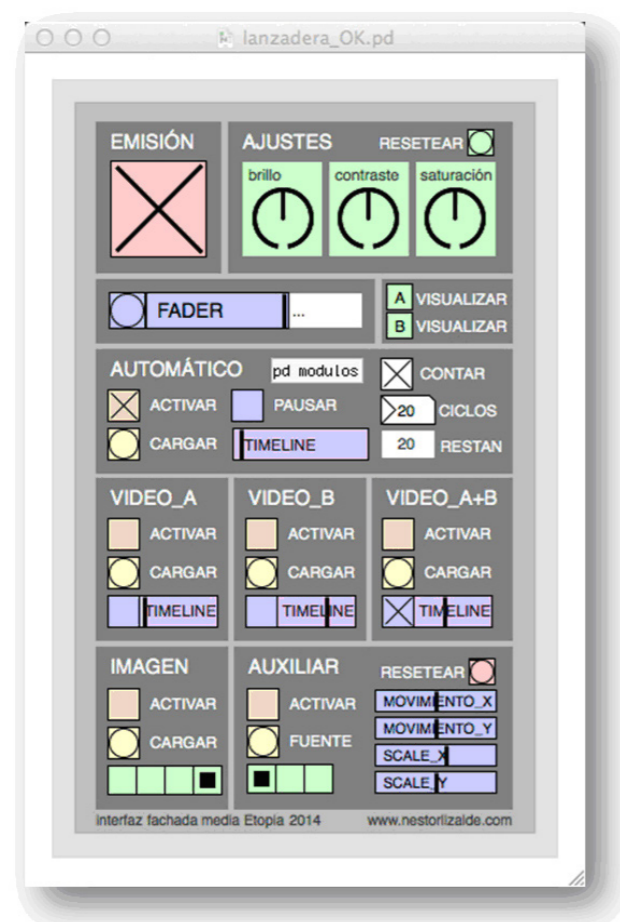 lanzadera_OK.pd
EMISIÓN
AJUSTES
RESETEAR
brillo
contraste
saturación
FADER
...
A VISUALIZAR
B VISUALIZAR
AUTOMÁTICO
pd modulos
CONTAR
ACTIVAR
PAUSAR
20
CICLOS
CARGAR
TIMELINE
20
RESTAN
VIDEO_A
ACTIVAR
CARGAR
TIMELINE
VIDEO_B
ACTIVAR
CARGAR
TIMELINE
VIDEO_A+B
ACTIVAR
CARGAR
TIMELINE
IMAGEN
ACTIVAR
CARGAR
AUXILIAR
ACTIVAR
FUENTE
RESETEAR
MOVIMIENTO_X
MOVIMIENTO_Y
SCALE_X
SCALE_Y
interfaz fachada media Etopia 2014
www.nestorlizalde.com